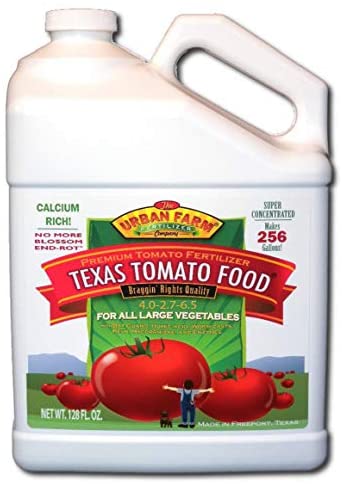 The
URBAN FARM
FERTILIZER
Company
CALCIUM
RICH!
NO MORE
BLOSSOM
END-ROT*
SUPER
CONCENTRATED
Makes
256
Gallons!
PREMIUM TOMATO FERTILIZER
TEXAS TOMATO FOOD®
Braggin' Rights Quality
4.0-2.7-6.5
FOR ALL LARGE VEGETABLES
NET WT. 128 FL. OZ.
MADE IN FREEPORT, TEXAS